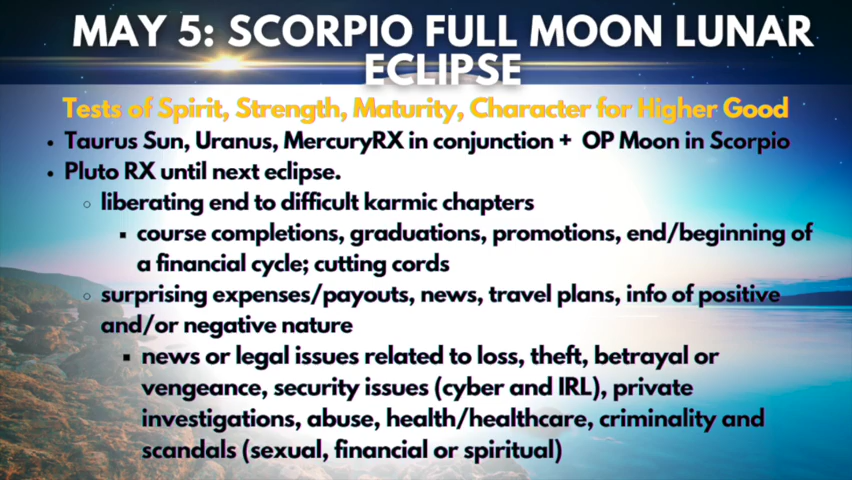 MAY 5: SCORPIO FULL MOON LUNAR
ECLIPSE
Tests of Spirit, Strength, Maturity, Character for Higher Good
• Taurus Sun, Uranus, MercuryRX in conjunction + OP Moon in Scorpio
• Pluto RX until next eclipse.
○ liberating end to difficult karmic chapters
▪ course completions, graduations, promotions, end/beginning of
a financial cycle; cutting cords
○ surprising expenses/payouts, news, travel plans, info of positive
and/or negative nature
▪ news or legal issues related to loss, theft, betrayal or
vengeance, security issues (cyber and IRL), private
investigations, abuse, health/healthcare, criminality and
scandals (sexual, financial or spiritual)